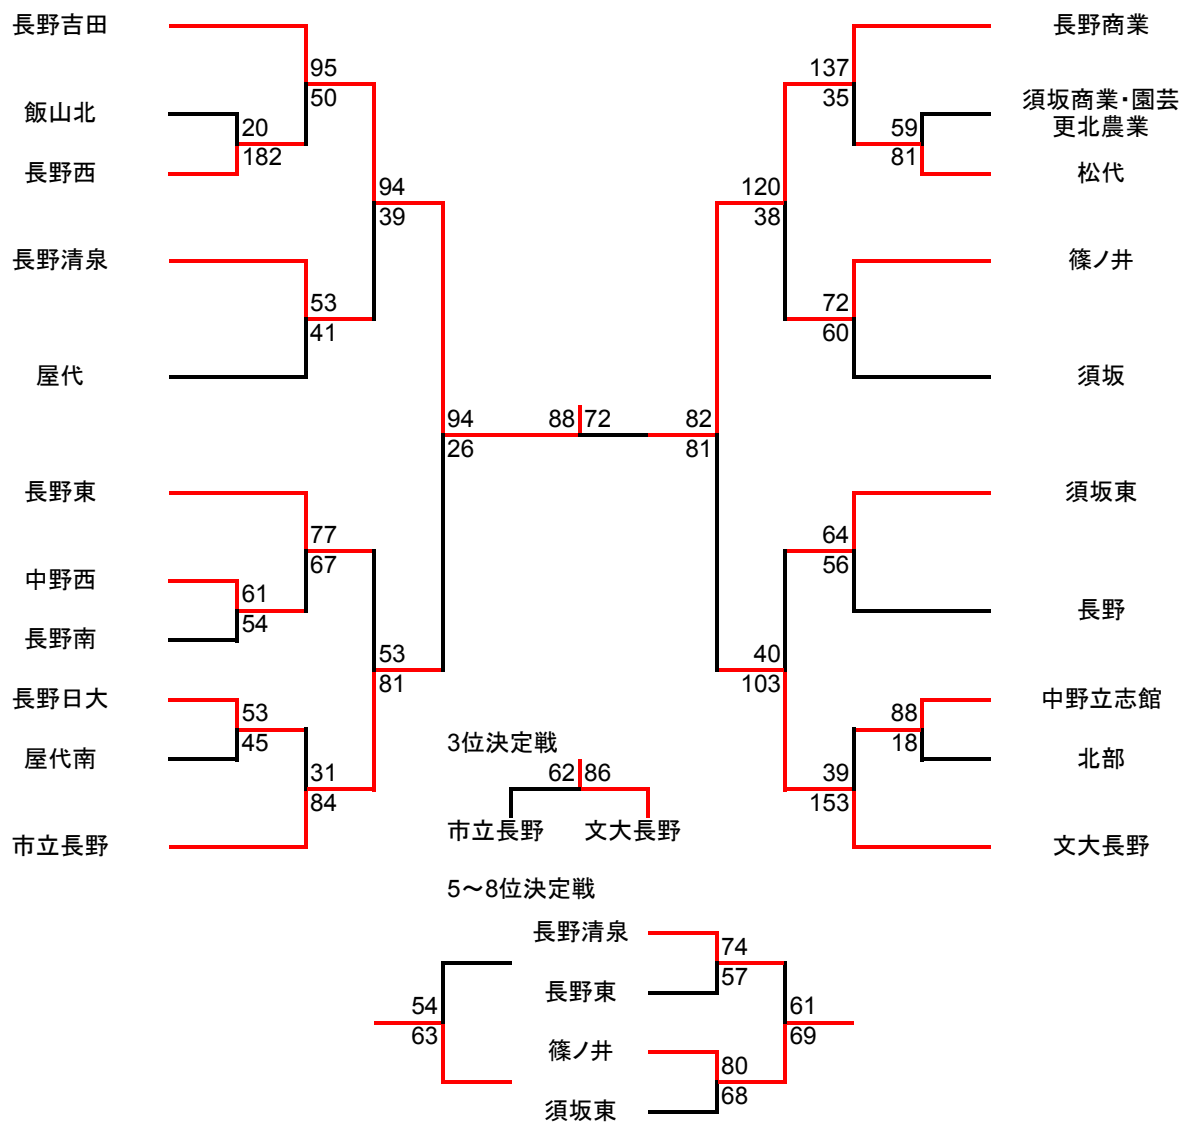 長野吉田
長野商業
95
50
137
35
飯山北
須坂商業・園芸
更北農業
20
182
59
81
長野西
松代
94
39
120
38
長野清泉
篠ノ井
53
41
72
60
屋代
須坂
94
26
88 72
82
81
長野東
須坂東
77
67
64
56
中野西
61
54
長野
長野南
53
81
40
103
長野日大
中野立志館
53
45
88
18
屋代南
北部
3位決定戦
31
84
62 86
39
153
市立長野
市立長野 文大長野
文大長野
5～8位決定戦
長野清泉
74
57
長野東
54
63
61
69
篠ノ井
80
68
須坂東